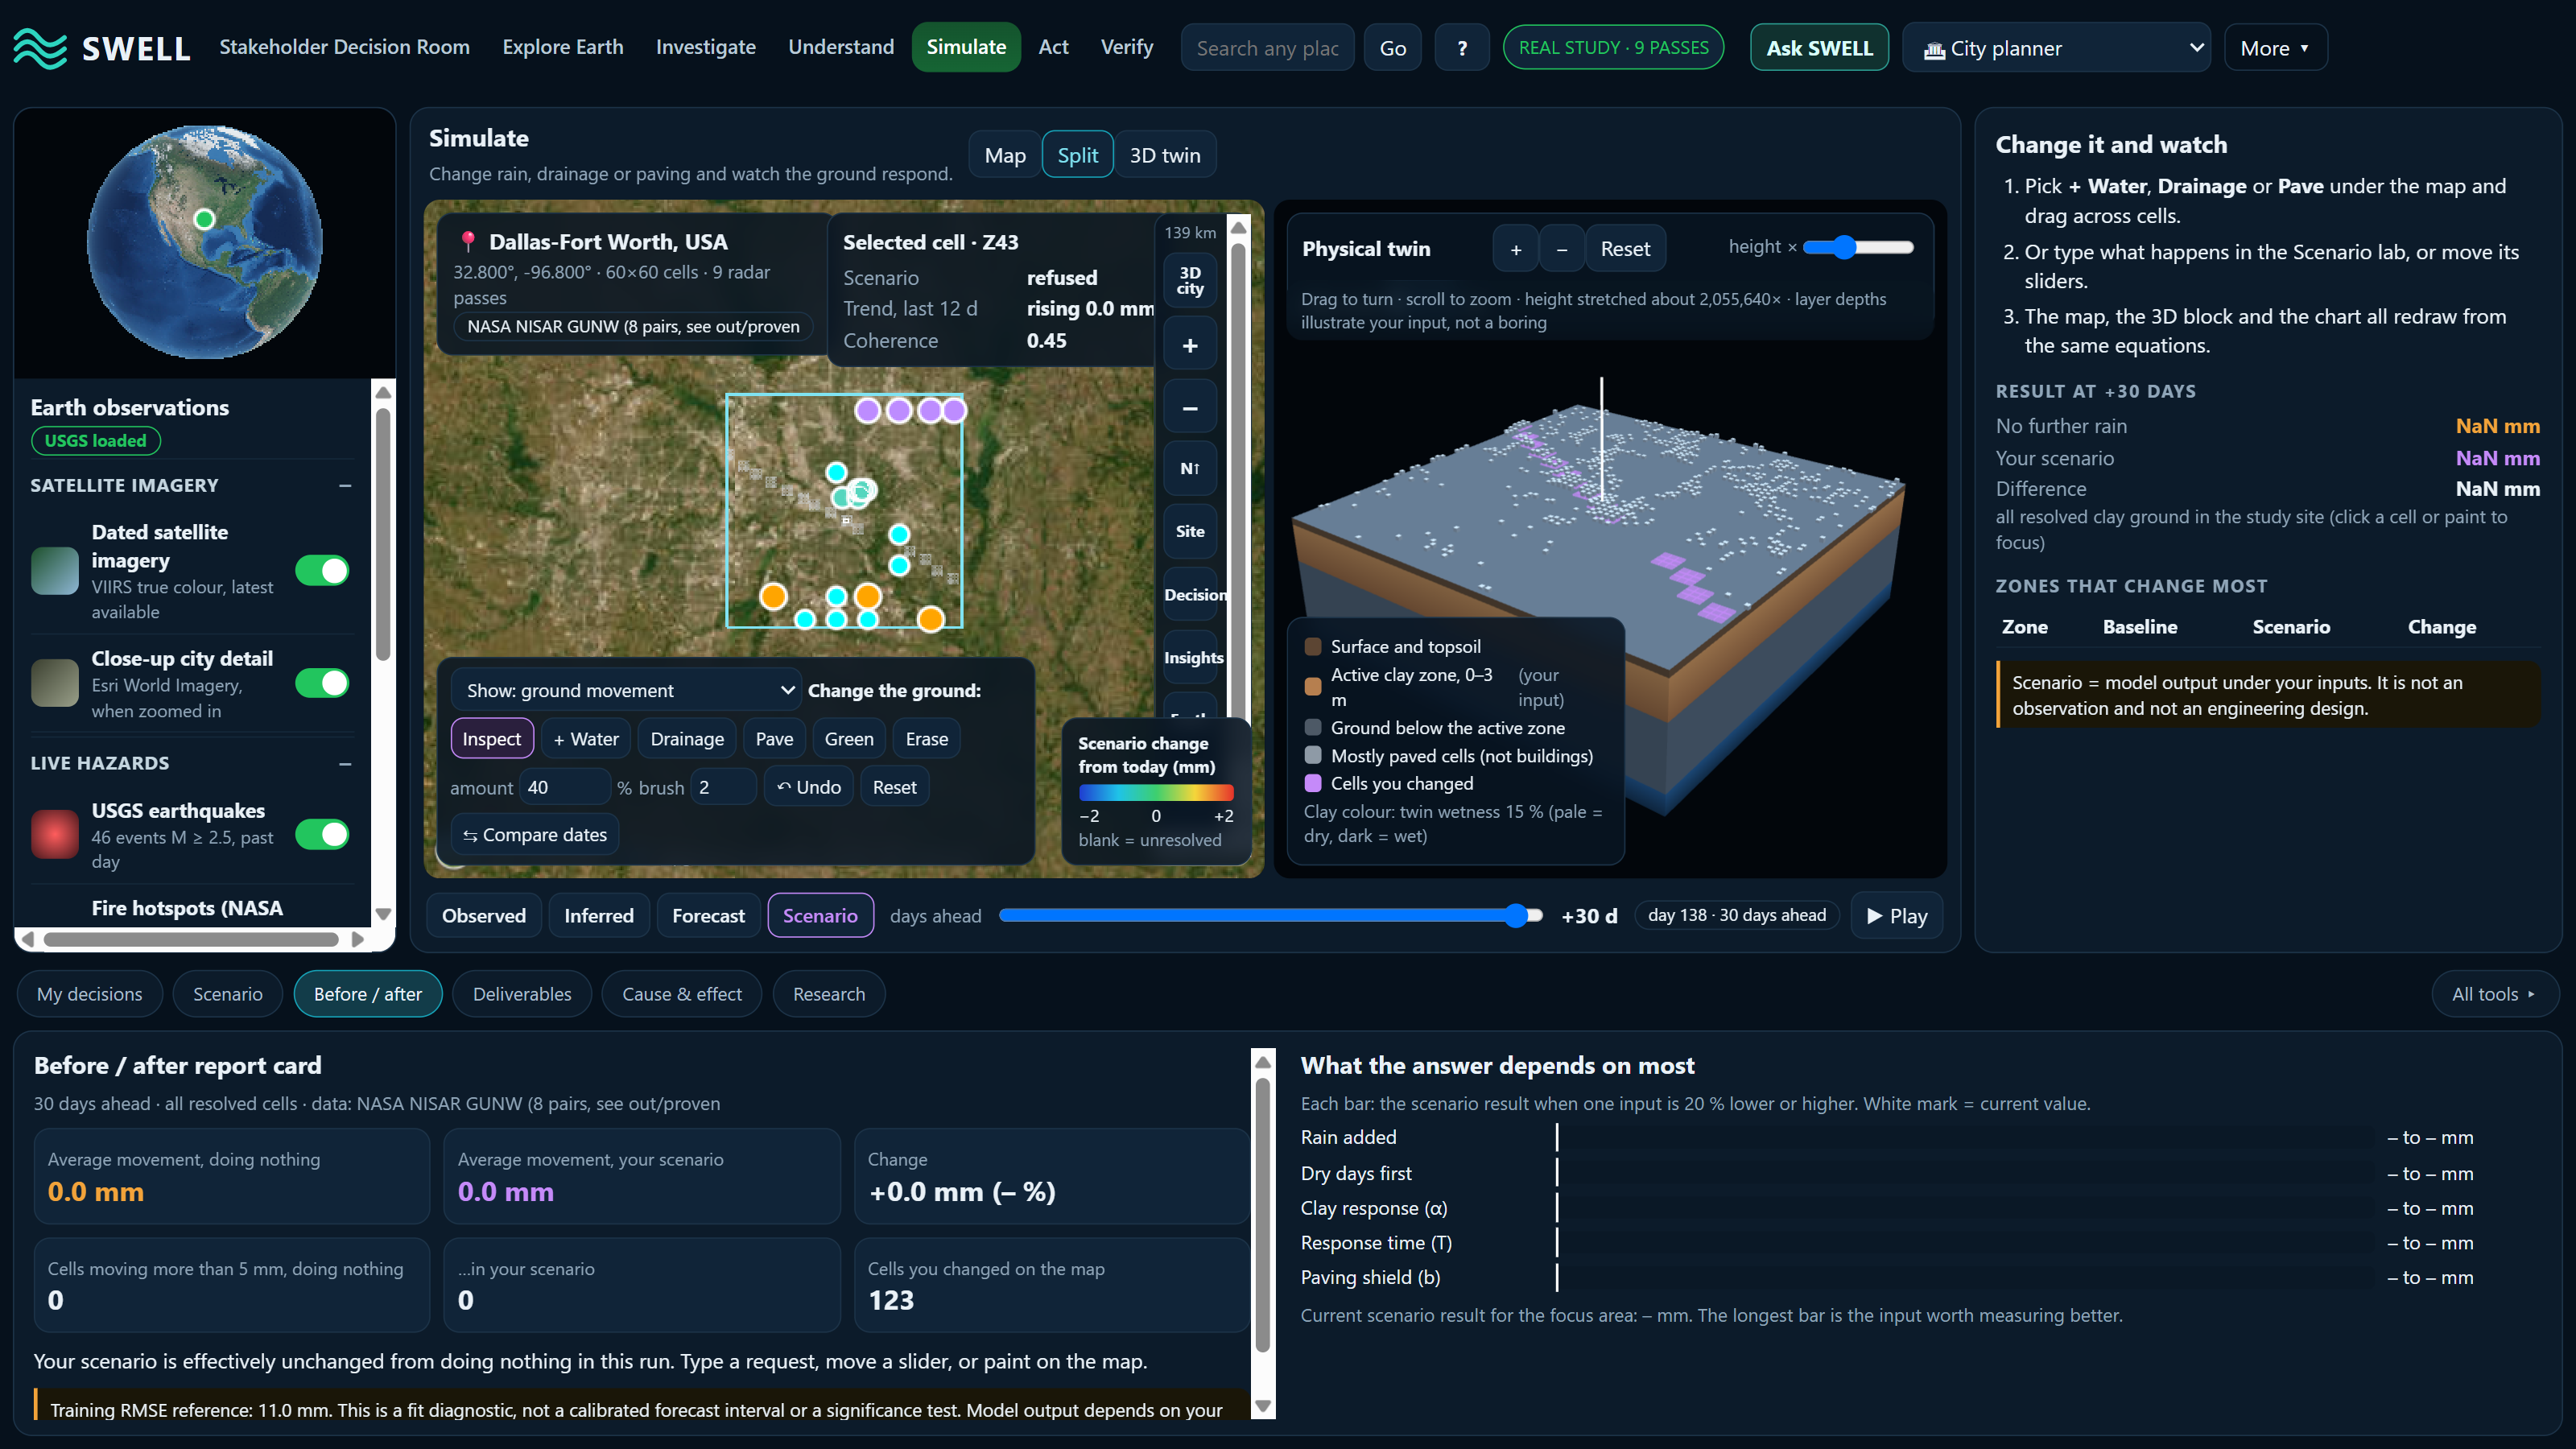 SWELL
Stakeholder Decision Room
Explore Earth
Investigate
Understand
Simulate
Act
Verify
Search any plac
Go
?
REAL STUDY · 9 PASSES
Ask SWELL
City planner
More ▾
Earth observations
USGS loaded
SATELLITE IMAGERY –
Dated satellite
imagery
VIIRS true colour, latest
available
Close-up city detail
Esri World Imagery,
when zoomed in
LIVE HAZARDS –
USGS earthquakes
46 events M ≥ 2.5, past
day
Fire hotspots (NASA
Simulate
Change rain, drainage or paving and watch the ground respond.
Map
Split
3D twin
📍 Dallas-Fort Worth, USA
32.800°, -96.800° · 60×60 cells · 9 radar
passes
NASA NISAR GUNW (8 pairs, see out/proven
Selected cell · Z43
Scenario refused
Trend, last 12 d rising 0.0 mm
Coherence 0.45
139 km
3D
city
+
−
N↑
Site
Decision
Insights
Show: ground movement
Change the ground:
Inspect
+ Water
Drainage
Pave
Green
Erase
amount 40 % brush 2
↶ Undo
Reset
⇆ Compare dates
Scenario change
from today (mm)
−2 0 +2
blank = unresolved
Physical twin
+
−
Reset
height ×
Drag to turn · scroll to zoom · height stretched about 2,055,640× · layer depths
illustrate your input, not a boring
Surface and topsoil
Active clay zone, 0–3
m
(your
input)
Ground below the active zone
Mostly paved cells (not buildings)
Cells you changed
Clay colour: twin wetness 15 % (pale =
dry, dark = wet)
Observed
Inferred
Forecast
Scenario
days ahead
+30 d
day 138 · 30 days ahead
▶ Play
Change it and watch
1. Pick + Water, Drainage or Pave under the map and
drag across cells.
2. Or type what happens in the Scenario lab, or move its
sliders.
3. The map, the 3D block and the chart all redraw from
the same equations.
RESULT AT +30 DAYS
No further rain NaN mm
Your scenario NaN mm
Difference NaN mm
all resolved clay ground in the study site (click a cell or paint to
focus)
ZONES THAT CHANGE MOST
Zone Baseline Scenario Change
Scenario = model output under your inputs. It is not an
observation and not an engineering design.
My decisions
Scenario
Before / after
Deliverables
Cause & effect
Research
All tools ▸
Before / after report card
30 days ahead · all resolved cells · data: NASA NISAR GUNW (8 pairs, see out/proven
Average movement, doing nothing
0.0 mm
Average movement, your scenario
0.0 mm
Change
+0.0 mm (– %)
Cells moving more than 5 mm, doing nothing
0
...in your scenario
0
Cells you changed on the map
123
Your scenario is effectively unchanged from doing nothing in this run. Type a request, move a slider, or paint on the map.
Training RMSE reference: 11.0 mm. This is a fit diagnostic, not a calibrated forecast interval or a significance test. Model output depends on your
What the answer depends on most
Each bar: the scenario result when one input is 20 % lower or higher. White mark = current value.
Rain added – to – mm
Dry days first – to – mm
Clay response (α) – to – mm
Response time (T) – to – mm
Paving shield (b) – to – mm
Current scenario result for the focus area: – mm. The longest bar is the input worth measuring better.